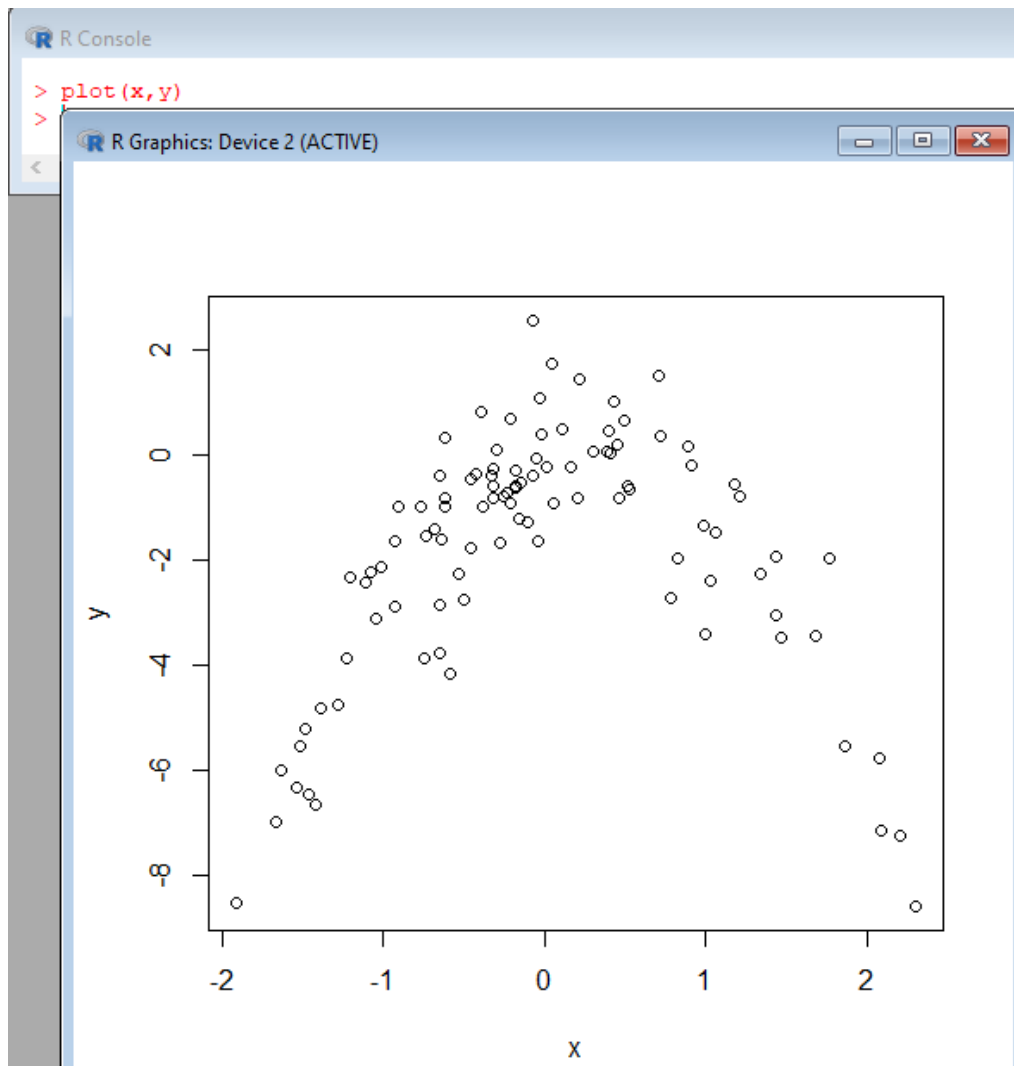 R Console
> plot(x,y)
>
R Graphics: Device 2 (ACTIVE)
2
0
-2
-4
-6
-8
y
-2 -1 0 1 2
x